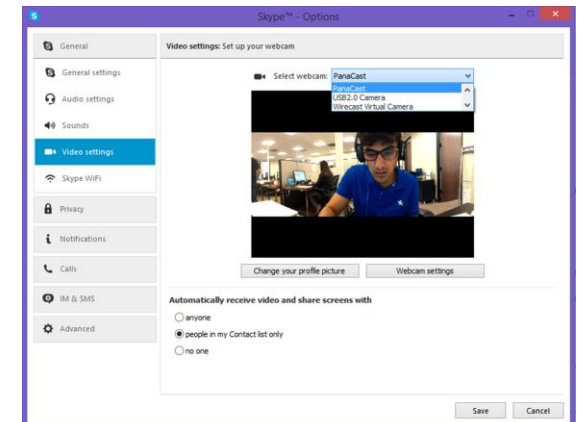 Skype™ - Options
General
General settings
Audio settings
Sounds
Video settings
Skype WiFi
Privacy
Notifications
Calls
IM & SMS
Advanced
Video settings: Set up your webcam
Select webcam: PanaCast
PanaCast
USB2.0 Camera
Wirecast Virtual Camera
Change your profile picture
Webcam settings
Automatically receive video and share screens with
anyone
people in my Contact list only
no one
Save
Cancel